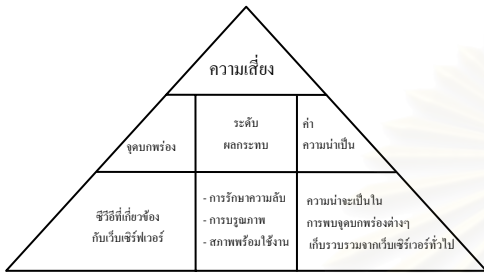 ความเสี่ยง
จุดบกพร่อง
ระดับ
ผลกระทบ
ค่า
ความน่าเป็น
ซีวีอีที่เกี่ยวข้อง
กับเว็บเซิร์ฟเวอร์
- การรักษาความลับ
- การบรูณภาพ
- สภาพพร้อมใช้งาน
ความน่าจะเป็นใน
การพบจุดบกพร่องต่างๆ
เก็บรวบรวมจากเว็บเซิร์เวอร์ทั่วไป